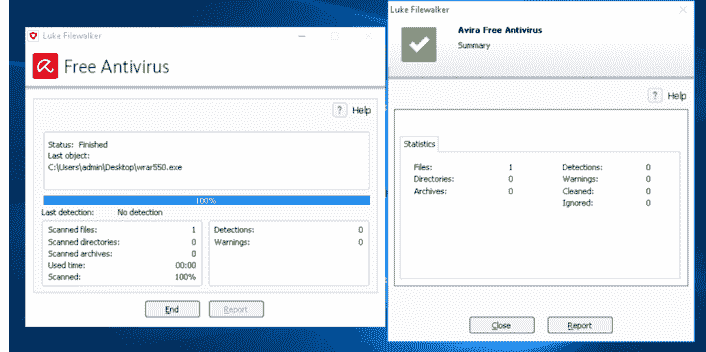 Luke Filewalker
Free Antivirus
? Help
Status: Finished
Last object:
C:\Users\admin\Desktop\wrar550.exe
100%
Last detection: No detection
Scanned files: 1
Scanned directories: 0
Scanned archives: 0
Used time: 00:00
Scanned: 100%
Detections: 0
Warnings: 0
End
Report
Luke Filewalker
Avira Free Antivirus
Summary
? Help
Statistics
Files: 1
Directories: 0
Archives: 0
Detections: 0
Warnings: 0
Cleaned: 0
Ignored: 0
Close
Report